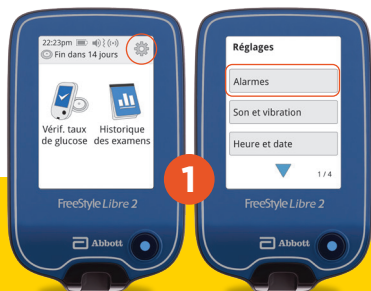 22:23pm
Fin dans 14 jours
Vérif. taux
de glucose
Historique
des examens
FreeStyle Libre 2
Abbott
1
Réglages
Alarmes
Son et vibration
Heure et date
1/4
FreeStyle Libre 2
Abbott